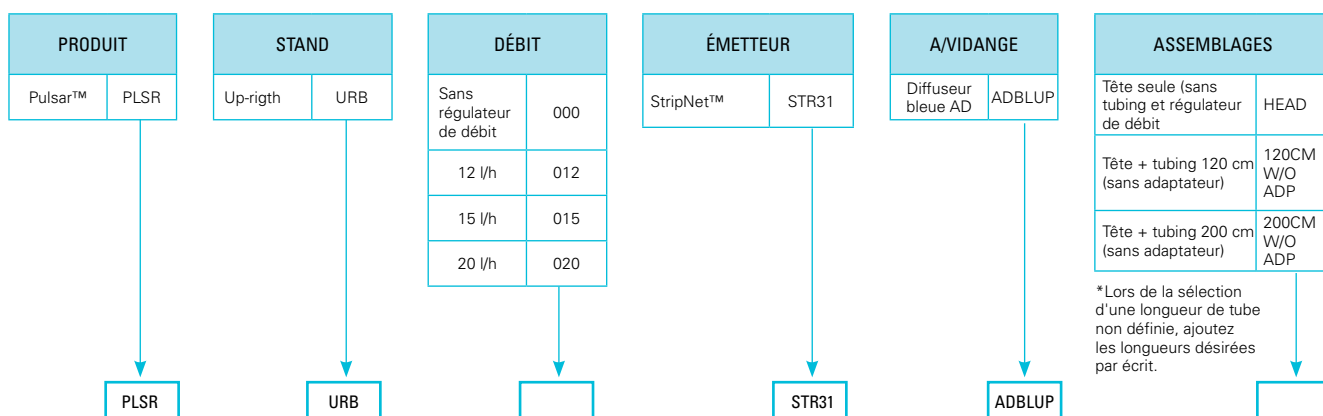 PRODUIT
Pulsar™ PLSR
PLSR
STAND
Up-rigth URB
URB
DÉBIT
Sans
régulateur
de débit
000
12 l/h 012
15 l/h 015
20 l/h 020
ÉMETTEUR
StripNet™ STR31
STR31
A/VIDANGE
Diffuseur
bleue AD
ADBLUP
ADBLUP
ASSEMBLAGES
Tête seule (sans
tubing et régulateur
de débit
HEAD
Tête + tubing 120 cm
(sans adaptateur)
120CM
W/O
ADP
Tête + tubing 200 cm
(sans adaptateur)
200CM
W/O
ADP
*Lors de la sélection
d'une longueur de tube
non définie, ajoutez
les longueurs désirées
par écrit.